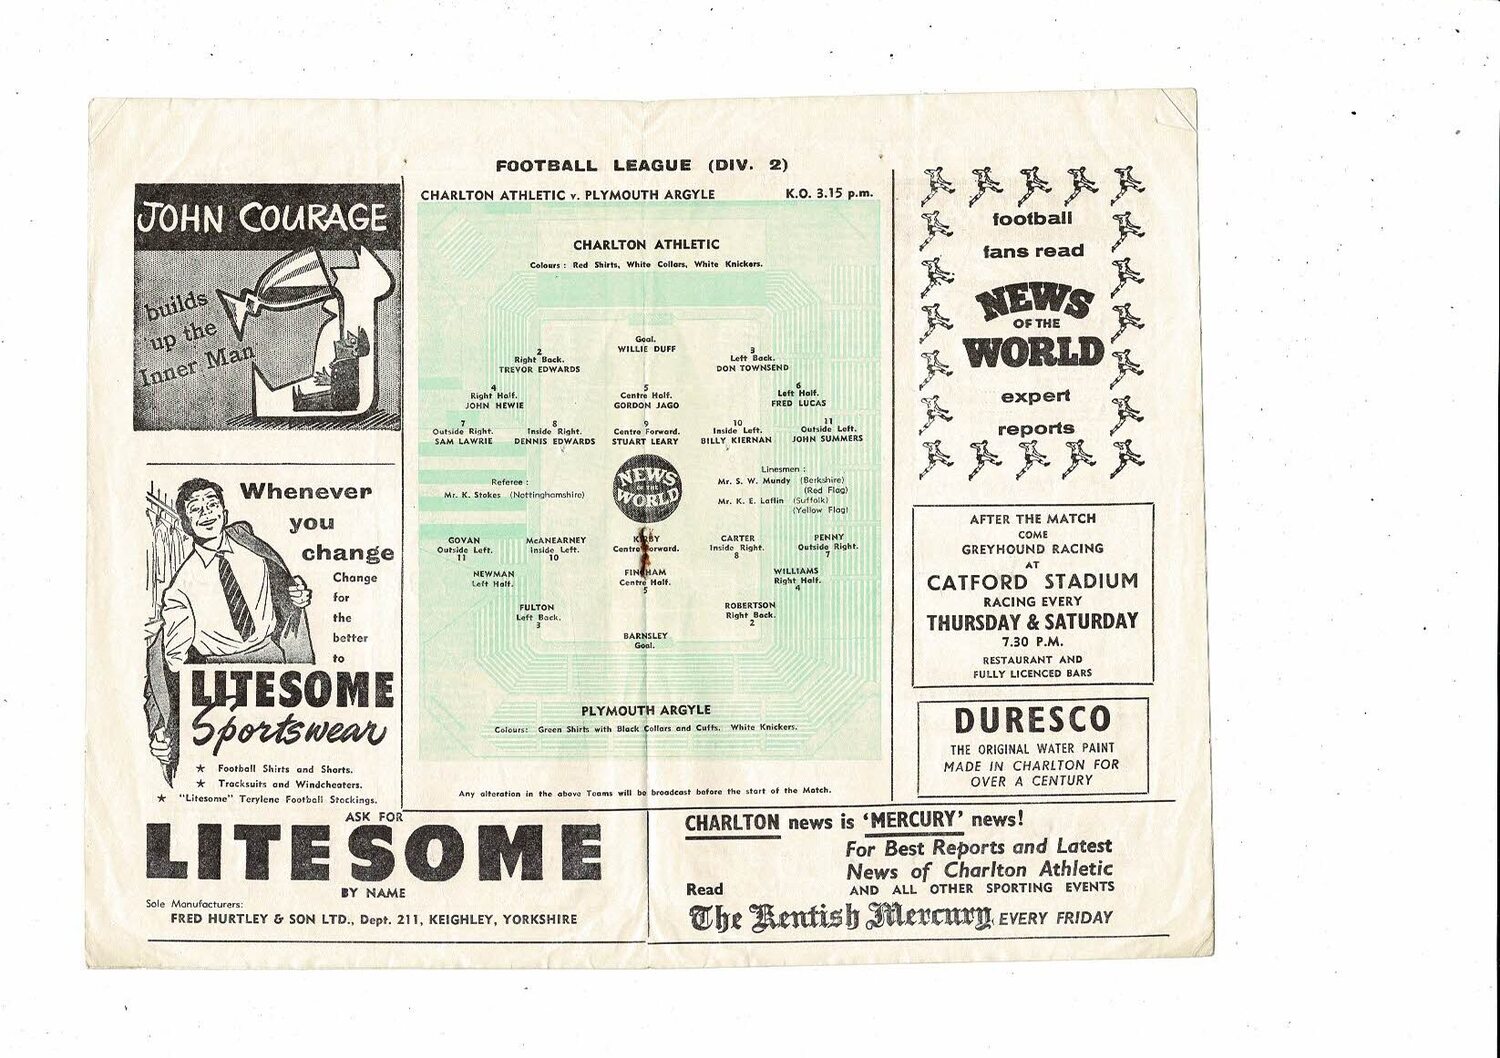 FOOTBALL LEAGUE (DIV. 2)
CHARLTON ATHLETIC v. PLYMOUTH ARGYLE K.O. 3.15 p.m.
JOHN COURAGE
builds
up the
Inner Man
Whenever
you
change
Change
for
the
better
to
LITESOME
Sportswear
★ Football Shirts and Shorts.
★ Tracksuits and Windcheaters.
★ "Litesome" Terylene Football Stockings.
ASK FOR
LITESOME
BY NAME
Sole Manufacturers:
FRED HURTLEY & SON LTD., Dept. 211, KEIGHLEY, YORKSHIRE
CHARLTON ATHLETIC
Colours : Red Shirts, White Collars, White Knickers.
Goal.
WILLIE DUFF
2
Right Back.
TREVOR EDWARDS
3
Left Back.
DON TOWNSEND
4
Right Half.
JOHN HEWIE
5
Centre Half.
GORDON JAGO
6
Left Half.
FRED LUCAS
7
Outside Right.
SAM LAWRIE
8
Inside Right.
DENNIS EDWARDS
9
Centre Forward.
STUART LEARY
10
Inside Left.
BILLY KIERNAN
11
Outside Left.
JOHN SUMMERS
Referee :
Mr. K. Stokes (Nottinghamshire)
NEWS
OF THE
WORLD
Linesmen :
Mr. S. W. Mundy (Berkshire)
(Red Flag)
Mr. K. E. Laflin (Suffolk)
(Yellow Flag)
GOVAN
Outside Left.
11
McANEARNEY
Inside Left.
10
KIRBY
Centre Forward.
CARTER
Inside Right.
8
PENNY
Outside Right.
7
NEWMAN
Left Half.
FINCHAM
Centre Half.
5
WILLIAMS
Right Half.
4
FULTON
Left Back.
3
ROBERTSON
Right Back.
2
BARNSLEY
Goal.
PLYMOUTH ARGYLE
Colours: Green Shirts with Black Collars and Cuffs. White Knickers.
Any alteration in the above Teams will be broadcast before the start of the Match.
football
fans read
NEWS
OF THE
WORLD
expert
reports
AFTER THE MATCH
COME
GREYHOUND RACING
AT
CATFORD STADIUM
RACING EVERY
THURSDAY & SATURDAY
7.30 P.M.
RESTAURANT AND
FULLY LICENCED BARS
DURESCO
THE ORIGINAL WATER PAINT
MADE IN CHARLTON FOR
OVER A CENTURY
CHARLTON news is 'MERCURY' news!
For Best Reports and Latest
News of Charlton Athletic
AND ALL OTHER SPORTING EVENTS
Read
The Kentish Mercury EVERY FRIDAY